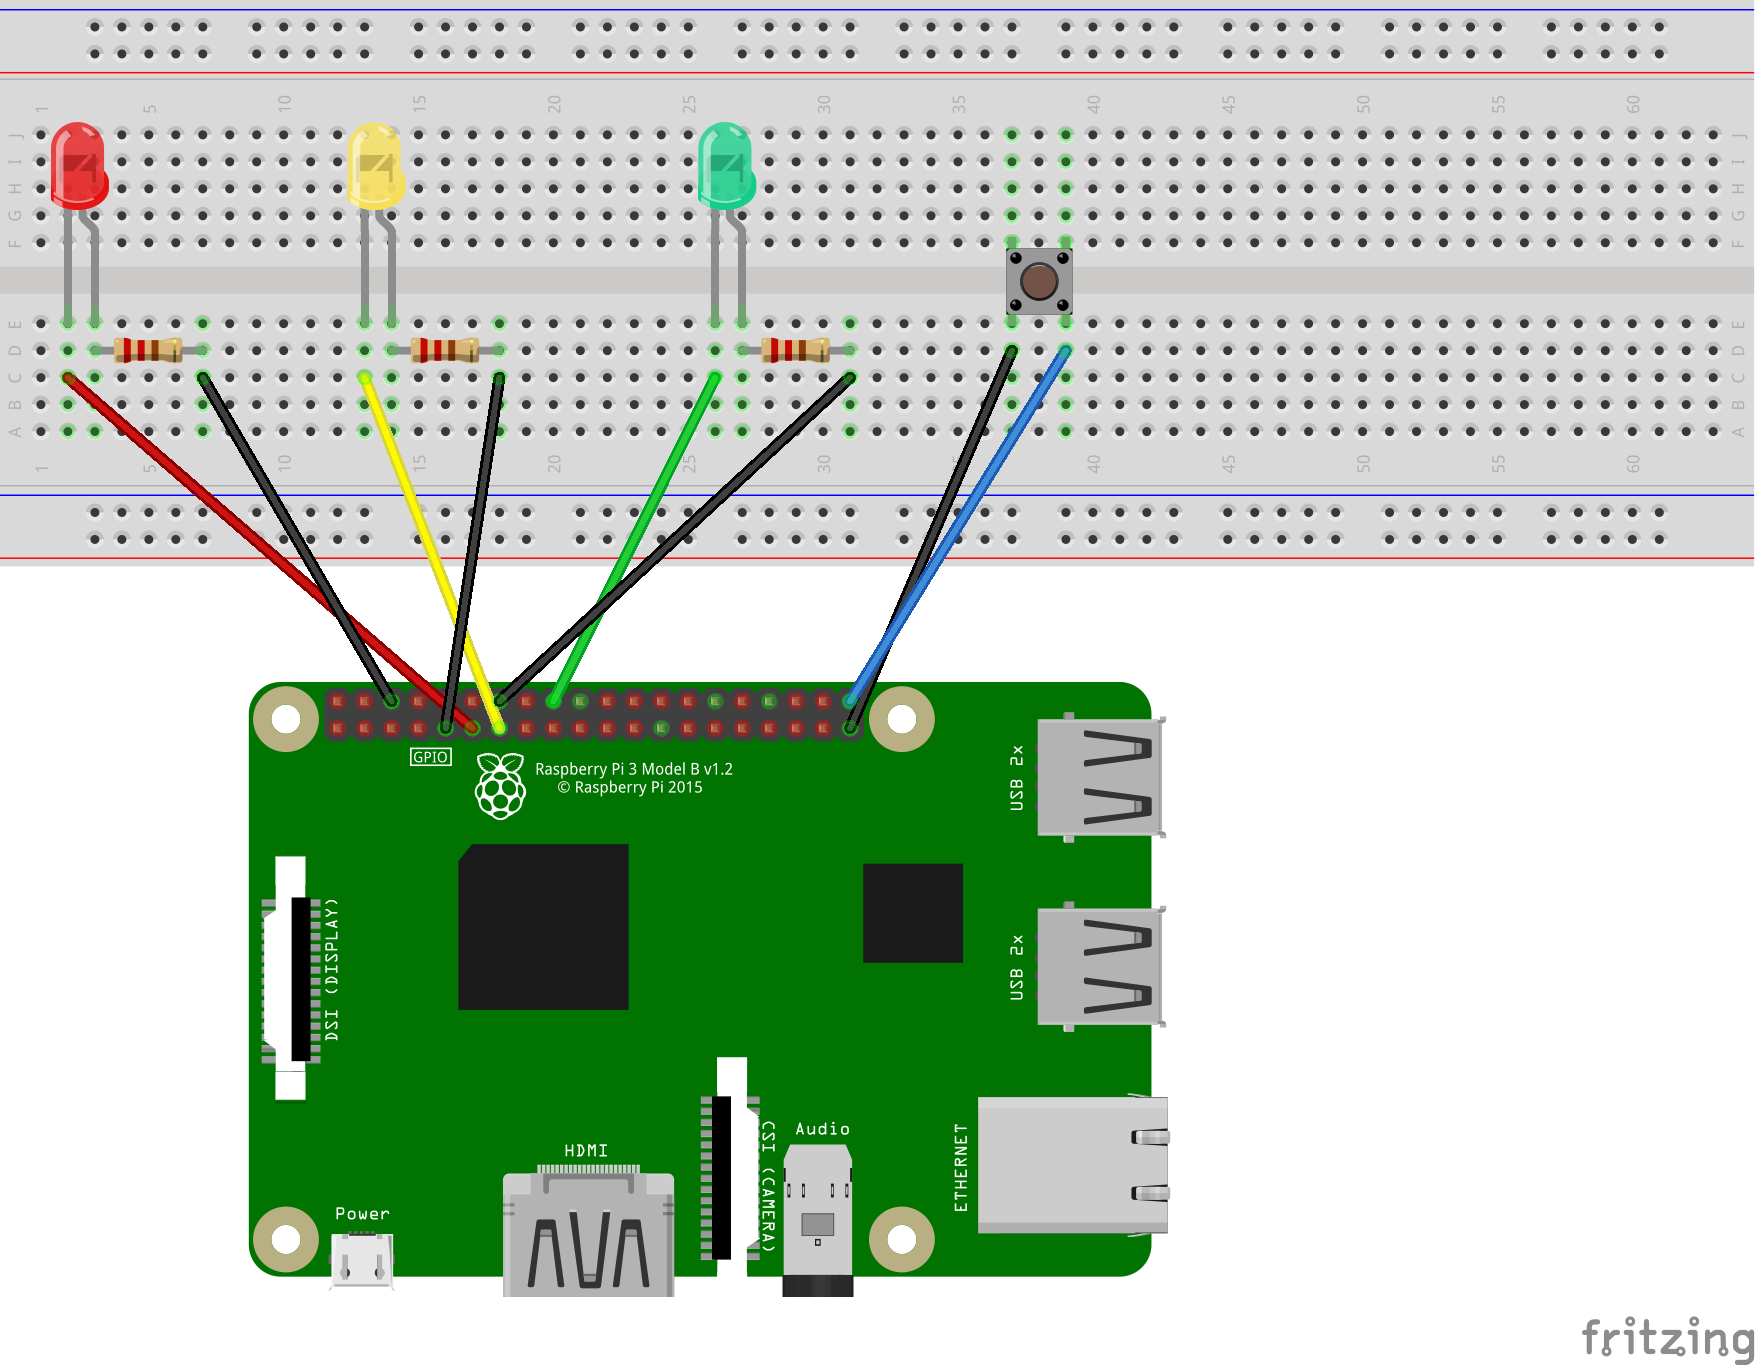 1 5 10 15 20 25 30 35 40 45 50 55 60
J J
I I
H H
G G
F F
E E
D D
C C
B B
A A
1 5 10 15 20 25 30 35 40 45 50 55 60
GPIO
Raspberry Pi 3 Model B v1.2
© Raspberry Pi 2015
USB 2x
DSI (DISPLAY)
USB 2x
CSI (CAMERA)
Audio
ETHERNET
HDMI
Power
fritzing